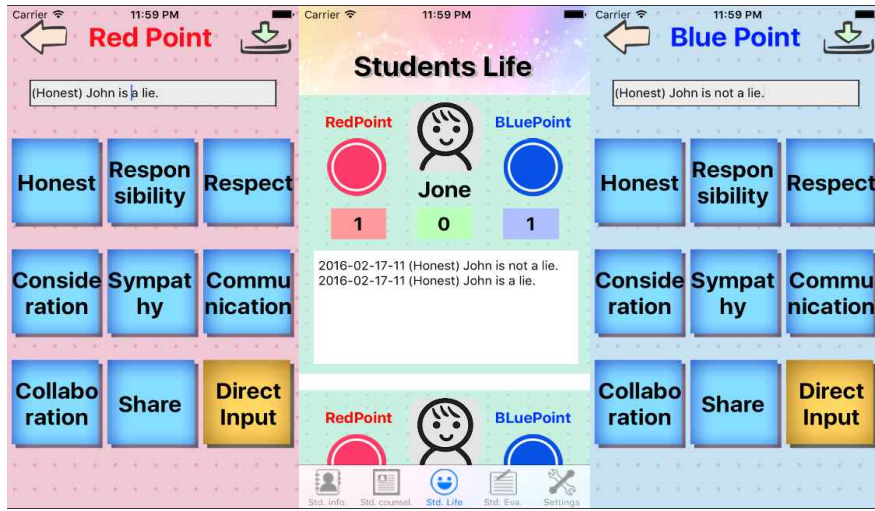 Carrier 11:59 PM
Red Point
(Honest) John is a lie.
Honest
Respon
sibility
Respect
Conside
ration
Sympat
hy
Commu
nication
Collabo
ration
Share
Direct
Input
Carrier 11:59 PM
Students Life
RedPoint
BLuePoint
Jone
1
0
1
2016-02-17-11 (Honest) John is not a lie.
2016-02-17-11 (Honest) John is a lie.
RedPoint
BLuePoint
Std. info.
Std. counsel.
Std. Life
Std. Eva.
Settings
Carrier 11:59 PM
Blue Point
(Honest) John is not a lie.
Honest
Respon
sibility
Respect
Conside
ration
Sympat
hy
Commu
nication
Collabo
ration
Share
Direct
Input